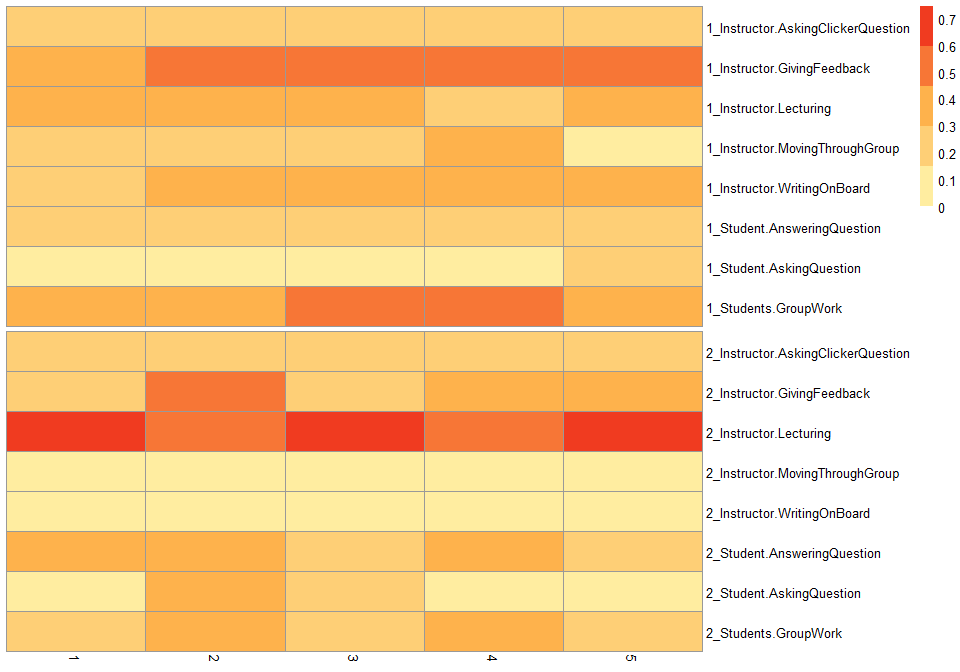 1_Instructor.AskingClickerQuestion
1_Instructor.GivingFeedback
1_Instructor.Lecturing
1_Instructor.MovingThroughGroup
1_Instructor.WritingOnBoard
1_Student.AnsweringQuestion
1_Student.AskingQuestion
1_Students.GroupWork
2_Instructor.AskingClickerQuestion
2_Instructor.GivingFeedback
2_Instructor.Lecturing
2_Instructor.MovingThroughGroup
2_Instructor.WritingOnBoard
2_Student.AnsweringQuestion
2_Student.AskingQuestion
2_Students.GroupWork
1 2 3 4 5
0.7
0.6
0.5
0.4
0.3
0.2
0.1
0